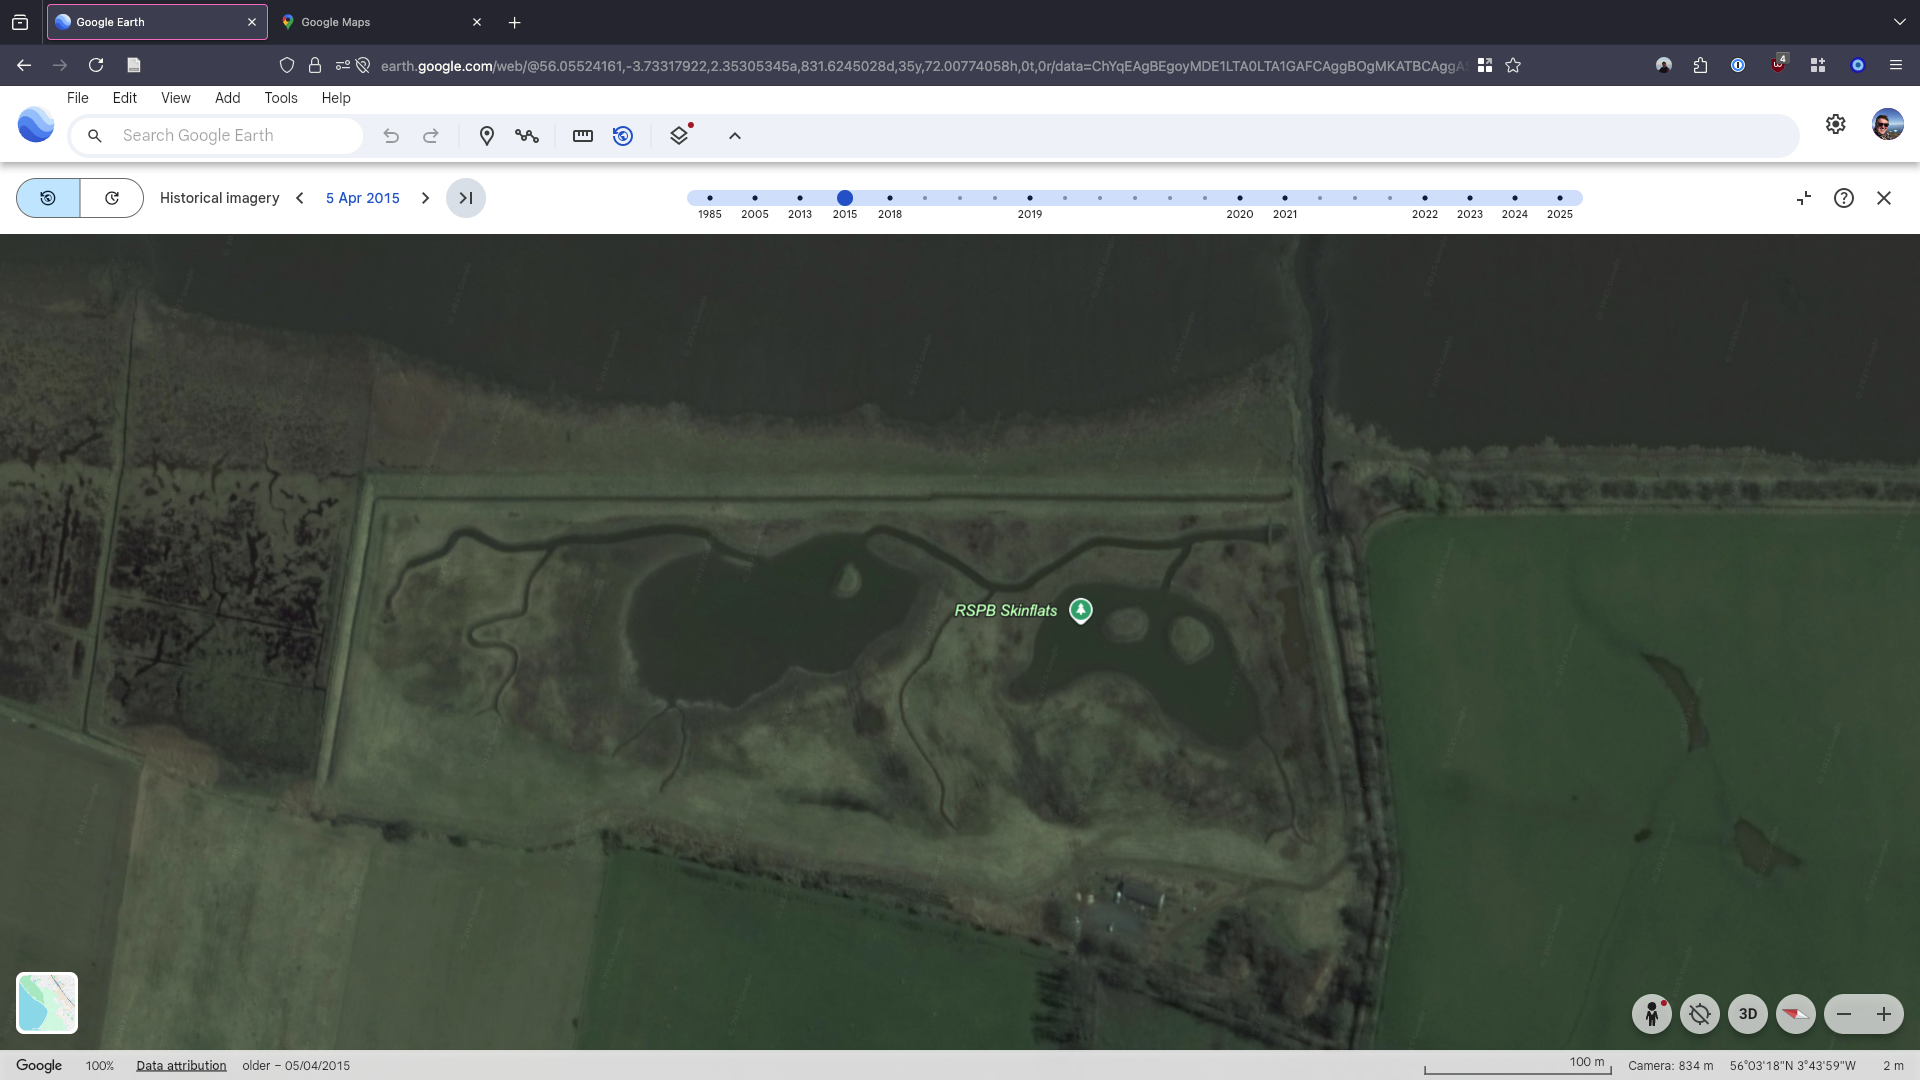 Google Earth
Google Maps
earth.google.com/web/@56.05524161,-3.73317922,2.35305345a,831.6245028d,35y,72.00774058h,0t,0r/data=ChYqEAgBEgoyMDE1LTA0LTA1GAFCAggBOgMKATBCAggA
4
File Edit View Add Tools Help
Search Google Earth
Historical imagery
5 Apr 2015
1985 2005 2013 2015 2018 2019 2020 2021 2022 2023 2024 2025
RSPB Skinflats
3D
Google
100%
Data attribution
older – 05/04/2015
100 m
Camera: 834 m
56°03'18"N 3°43'59"W
2 m